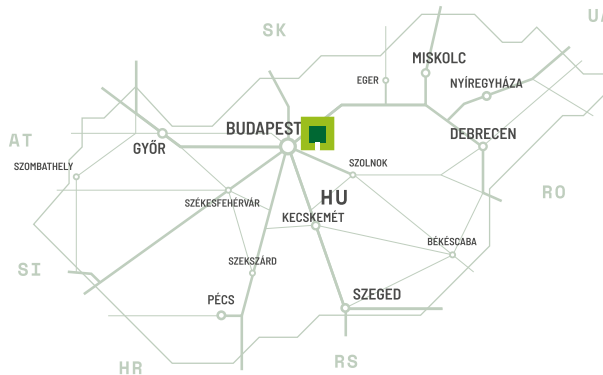 UA
SK
MISKOLC
EGER
NYÍREGYHÁZA
BUDAPEST
DEBRECEN
AT
GYŐR
SZOMBATHELY
SZOLNOK
HU
RO
SZÉKESFEHÉRVÁR
KECSKEMÉT
BÉKÉSCABA
SZEKSZÁRD
SI
PÉCS
SZEGED
HR
RS